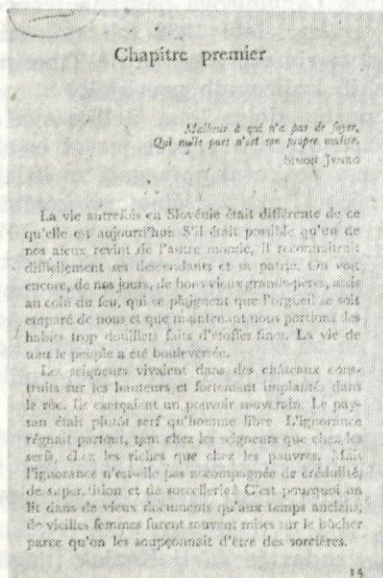 Chapitre premier
Malheur à qui n'a pas de foyer,
Qui nulle part n'est son propre maître.
SIMON JENKO
La vie autrefois en Slovénie était différente de ce
qu'elle est aujourd'hui. S'il était possible qu'un de
nos aïeux revînt de l'autre monde, il reconnaîtrait
difficilement ses descendants et sa patrie. On voit
encore, de nos jours, de bons vieux grands-pères, assis
au coin du feu, qui se plaignent que l'orgueil se soit
emparé de nous et que maintenant nous portions des
habits trop douillets faits d'étoffes fines. La vie de
tout le peuple a été bouleversée.
Les seigneurs vivaient dans des châteaux cons-
truits sur les hauteurs et fortement implantés dans
le roc. Ils exerçaient un pouvoir souverain. Le pay-
san était plutôt serf qu'homme libre. L'ignorance
régnait partout, tant chez les seigneurs que chez les
serfs, chez les riches que chez les pauvres. Mais
l'ignorance n'est-elle pas accompagnée de crédulité,
de superstition et de sorcellerie? C'est pourquoi on
lit dans de vieux documents qu'aux temps anciens,
de vieilles femmes furent souvent mises sur le bûcher
parce qu'on les soupçonnait d'être des sorcières.
15